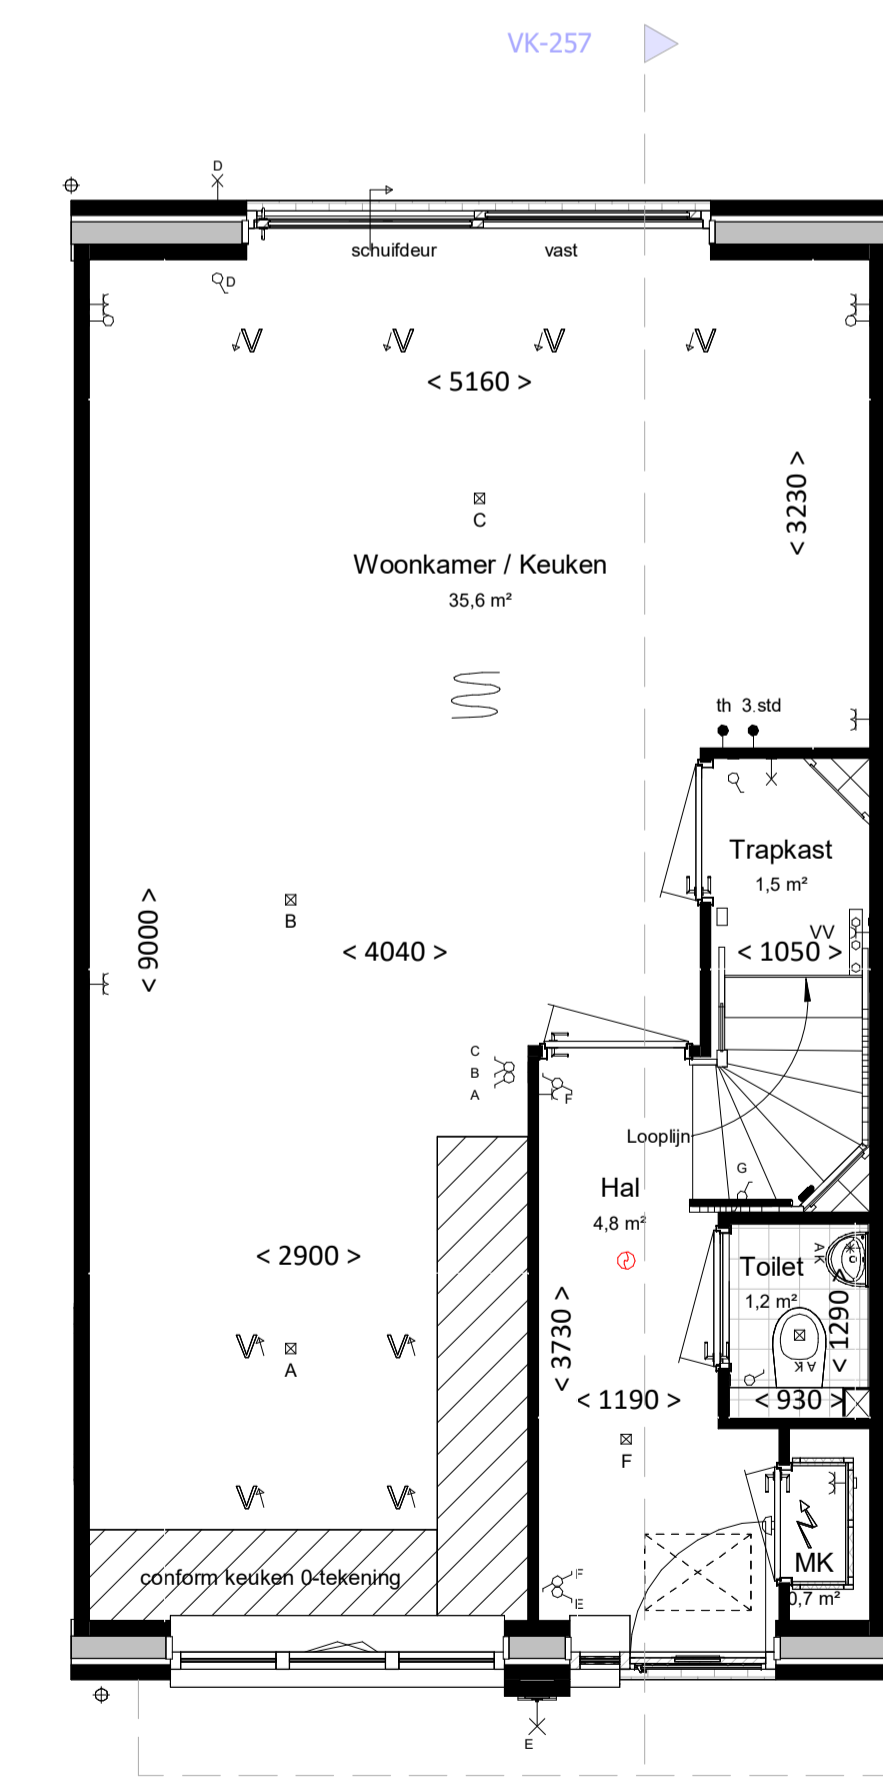 VK-257
D
schuifdeur
vast
D
V
V
V
V
< 5160 >
< 3230 >
C
Woonkamer / Keuken
35,6 m²
th 3.std
Trapkast
1,5 m²
B
VV
< 9000 >
< 4040 >
< 1050 >
C
B
A
F
Looplijn
G
Hal
4,8 m²
AK
< 2900 >
Toilet
1,2 m²
< 1290 >
V
V
A
AK
< 3730 >
< 1190 >
< 930 >
F
V
V
MK
0,7 m²
conform keuken 0-tekening
F
E
E